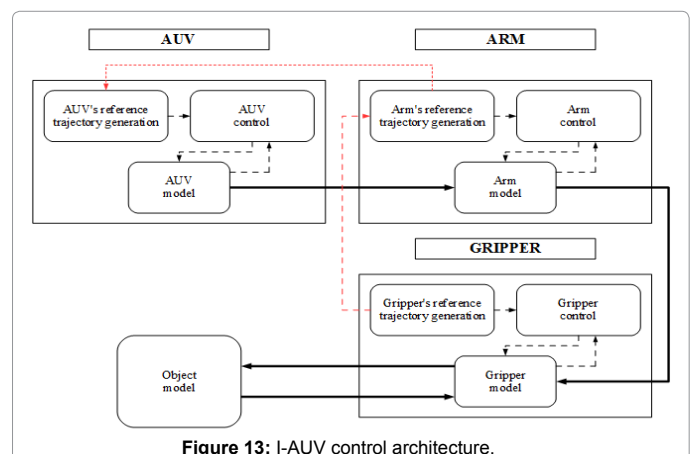 AUV
ARM
AUV's reference
trajectory generation
AUV
control
AUV
model
Arm's reference
trajectory generation
Arm
control
Arm
model
GRIPPER
Gripper's reference
trajectory generation
Gripper
control
Gripper
model
Object
model
Figure 13: I-AUV control architecture.